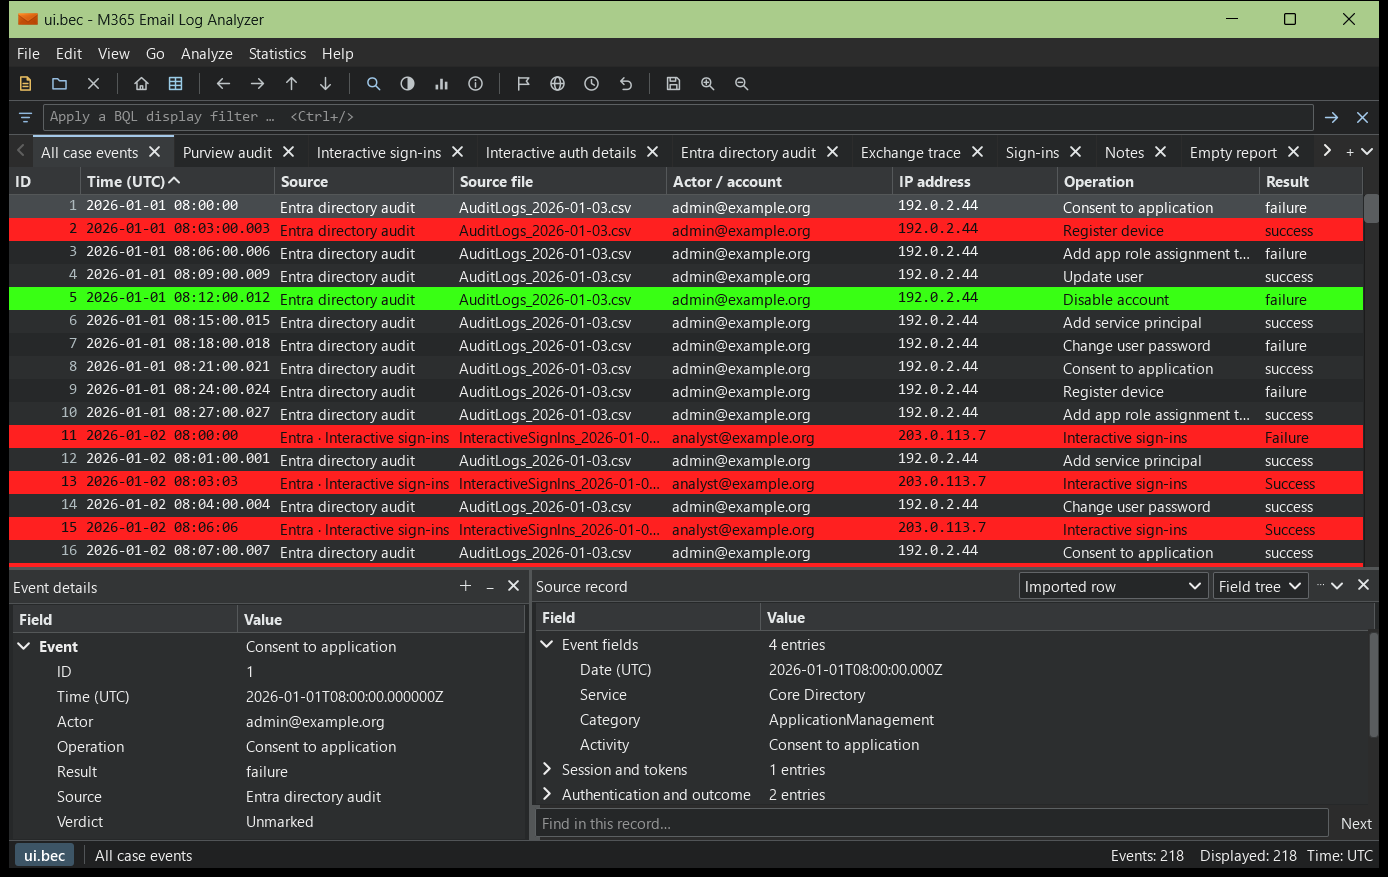 ui.bec - M365 Email Log Analyzer
File Edit View Go Analyze Statistics Help
Apply a BQL display filter … <Ctrl+/>
All case events Purview audit Interactive sign-ins Interactive auth details Entra directory audit Exchange trace Sign-ins Notes Empty report
ID Time (UTC) Source Source file Actor / account IP address Operation Result
1 2026-01-01 08:00:00 Entra directory audit AuditLogs_2026-01-03.csv admin@example.org 192.0.2.44 Consent to application failure
2 2026-01-01 08:03:00.003 Entra directory audit AuditLogs_2026-01-03.csv admin@example.org 192.0.2.44 Register device success
3 2026-01-01 08:06:00.006 Entra directory audit AuditLogs_2026-01-03.csv admin@example.org 192.0.2.44 Add app role assignment t... failure
4 2026-01-01 08:09:00.009 Entra directory audit AuditLogs_2026-01-03.csv admin@example.org 192.0.2.44 Update user success
5 2026-01-01 08:12:00.012 Entra directory audit AuditLogs_2026-01-03.csv admin@example.org 192.0.2.44 Disable account failure
6 2026-01-01 08:15:00.015 Entra directory audit AuditLogs_2026-01-03.csv admin@example.org 192.0.2.44 Add service principal success
7 2026-01-01 08:18:00.018 Entra directory audit AuditLogs_2026-01-03.csv admin@example.org 192.0.2.44 Change user password failure
8 2026-01-01 08:21:00.021 Entra directory audit AuditLogs_2026-01-03.csv admin@example.org 192.0.2.44 Consent to application success
9 2026-01-01 08:24:00.024 Entra directory audit AuditLogs_2026-01-03.csv admin@example.org 192.0.2.44 Register device failure
10 2026-01-01 08:27:00.027 Entra directory audit AuditLogs_2026-01-03.csv admin@example.org 192.0.2.44 Add app role assignment t... success
11 2026-01-02 08:00:00 Entra · Interactive sign-ins InteractiveSignIns_2026-01-0... analyst@example.org 203.0.113.7 Interactive sign-ins Failure
12 2026-01-02 08:01:00.001 Entra directory audit AuditLogs_2026-01-03.csv admin@example.org 192.0.2.44 Add service principal success
13 2026-01-02 08:03:03 Entra · Interactive sign-ins InteractiveSignIns_2026-01-0... analyst@example.org 203.0.113.7 Interactive sign-ins Success
14 2026-01-02 08:04:00.004 Entra directory audit AuditLogs_2026-01-03.csv admin@example.org 192.0.2.44 Change user password success
15 2026-01-02 08:06:06 Entra · Interactive sign-ins InteractiveSignIns_2026-01-0... analyst@example.org 203.0.113.7 Interactive sign-ins Success
16 2026-01-02 08:07:00.007 Entra directory audit AuditLogs_2026-01-03.csv admin@example.org 192.0.2.44 Consent to application success
Event details
Field Value
Event Consent to application
ID 1
Time (UTC) 2026-01-01T08:00:00.000000Z
Actor admin@example.org
Operation Consent to application
Result failure
Source Entra directory audit
Verdict Unmarked
Source record Imported row Field tree ...
Field Value
Event fields 4 entries
Date (UTC) 2026-01-01T08:00:00.000Z
Service Core Directory
Category ApplicationManagement
Activity Consent to application
Session and tokens 1 entries
Authentication and outcome 2 entries
Find in this record... Next
ui.bec All case events Events: 218 Displayed: 218 Time: UTC